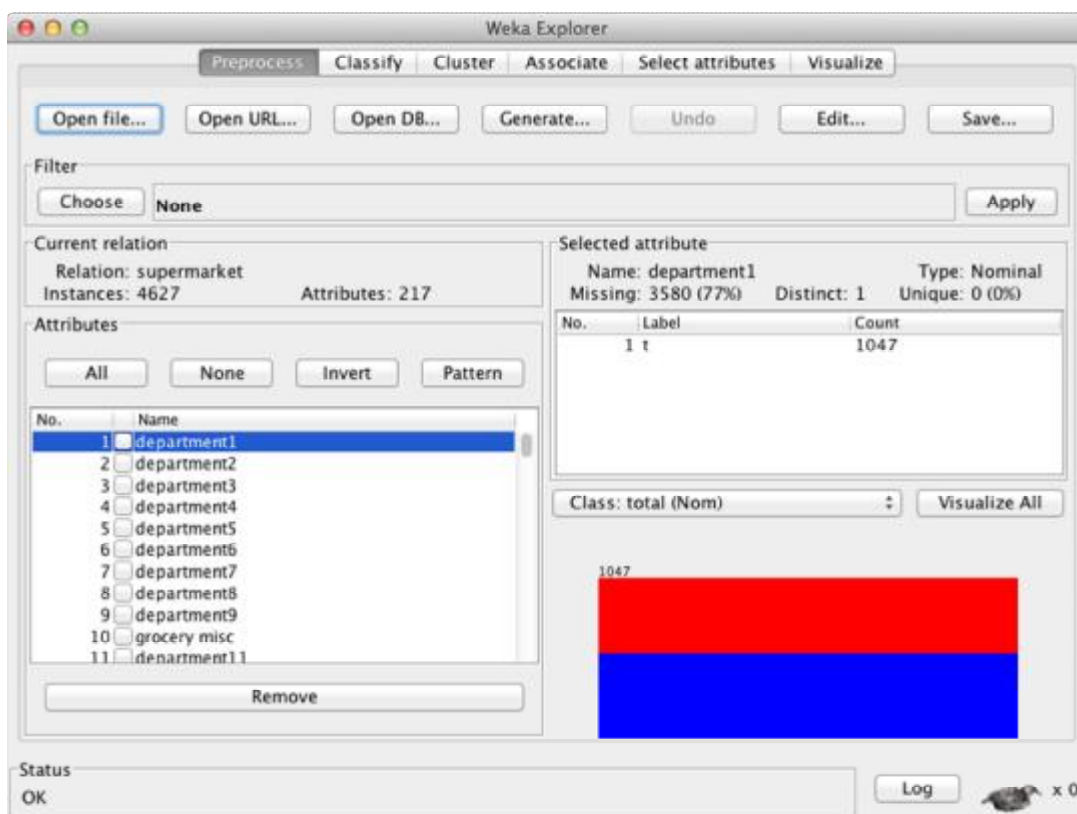 Weka Explorer
Preprocess Classify Cluster Associate Select attributes Visualize
Open file... Open URL... Open DB... Generate... Undo Edit... Save...
Filter
Choose None Apply
Current relation
Relation: supermarket
Instances: 4627 Attributes: 217
Attributes
All None Invert Pattern
No. Name
1 department1
2 department2
3 department3
4 department4
5 department5
6 department6
7 department7
8 department8
9 department9
10 grocery misc
11 department11
Remove
Selected attribute
Name: department1 Type: Nominal
Missing: 3580 (77%) Distinct: 1 Unique: 0 (0%)
No. Label Count
1 t 1047
Class: total (Nom) Visualize All
1047
Status
OK
Log x 0